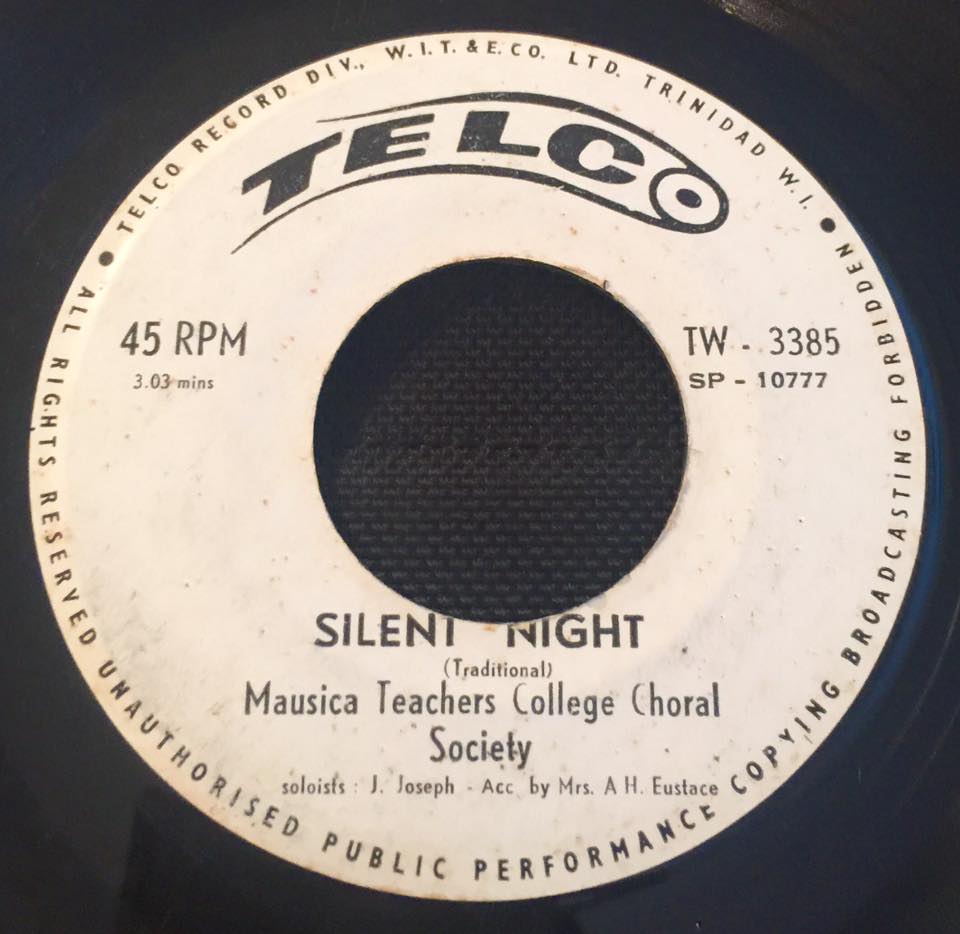 TELCO RECORD DIV., W.I.T. & E. CO. LTD. TRINIDAD W.I.
TELCO
45 RPM
3.03 mins
TW - 3385
SP - 10777
SILENT NIGHT
(Traditional)
Mausica Teachers College Choral
Society
soloists : J. Joseph - Acc by Mrs. A H. Eustace
• ALL RIGHTS RESERVED UNAUTHORISED PUBLIC PERFORMANCE COPYING BROADCASTING FORBIDDEN •